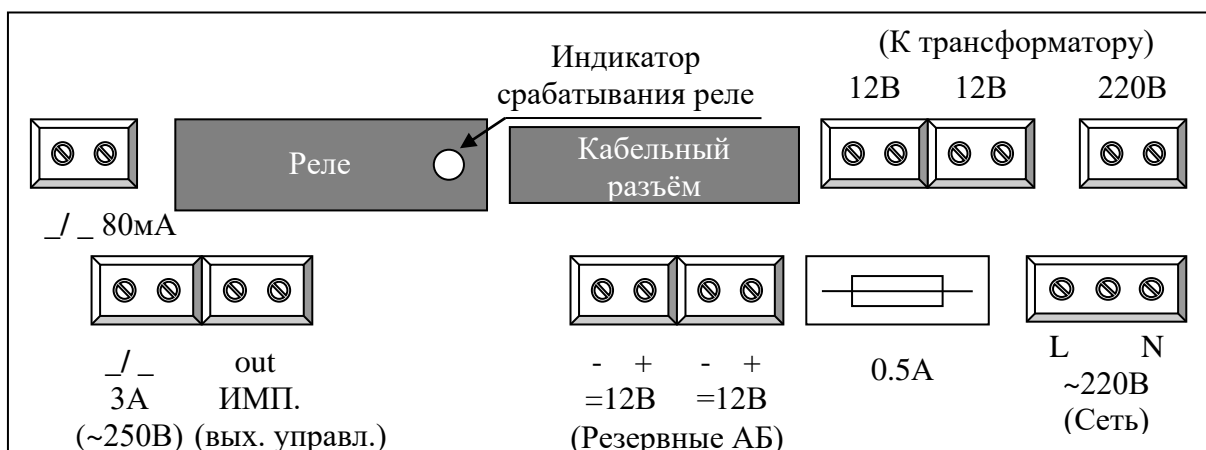 (К трансформатору)
Индикатор
срабатывания реле
12В 12В 220В
Реле
Кабельный
разъём
_/ _ 80мА
_/ _ out
3А ИМП.
(~250В) (вых. управл.)
- + - +
=12В =12В
(Резервные АБ)
0.5А
L N
~220В
(Сеть)